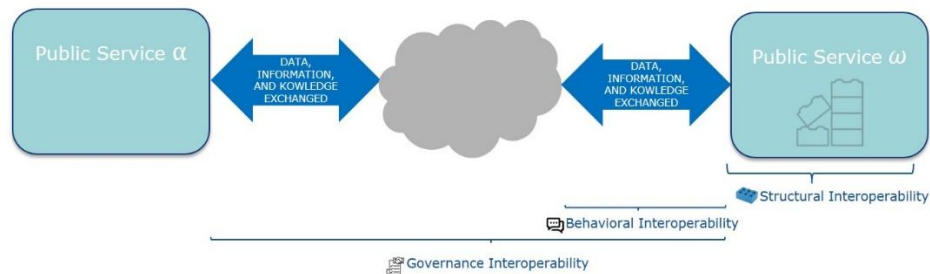 Public Service α
DATA,
INFORMATION,
AND KOWLEDGE
EXCHANGED
DATA,
INFORMATION,
AND KOWLEDGE
EXCHANGED
Public Service ω
Structural Interoperability
Behavioral Interoperability
Governance Interoperability